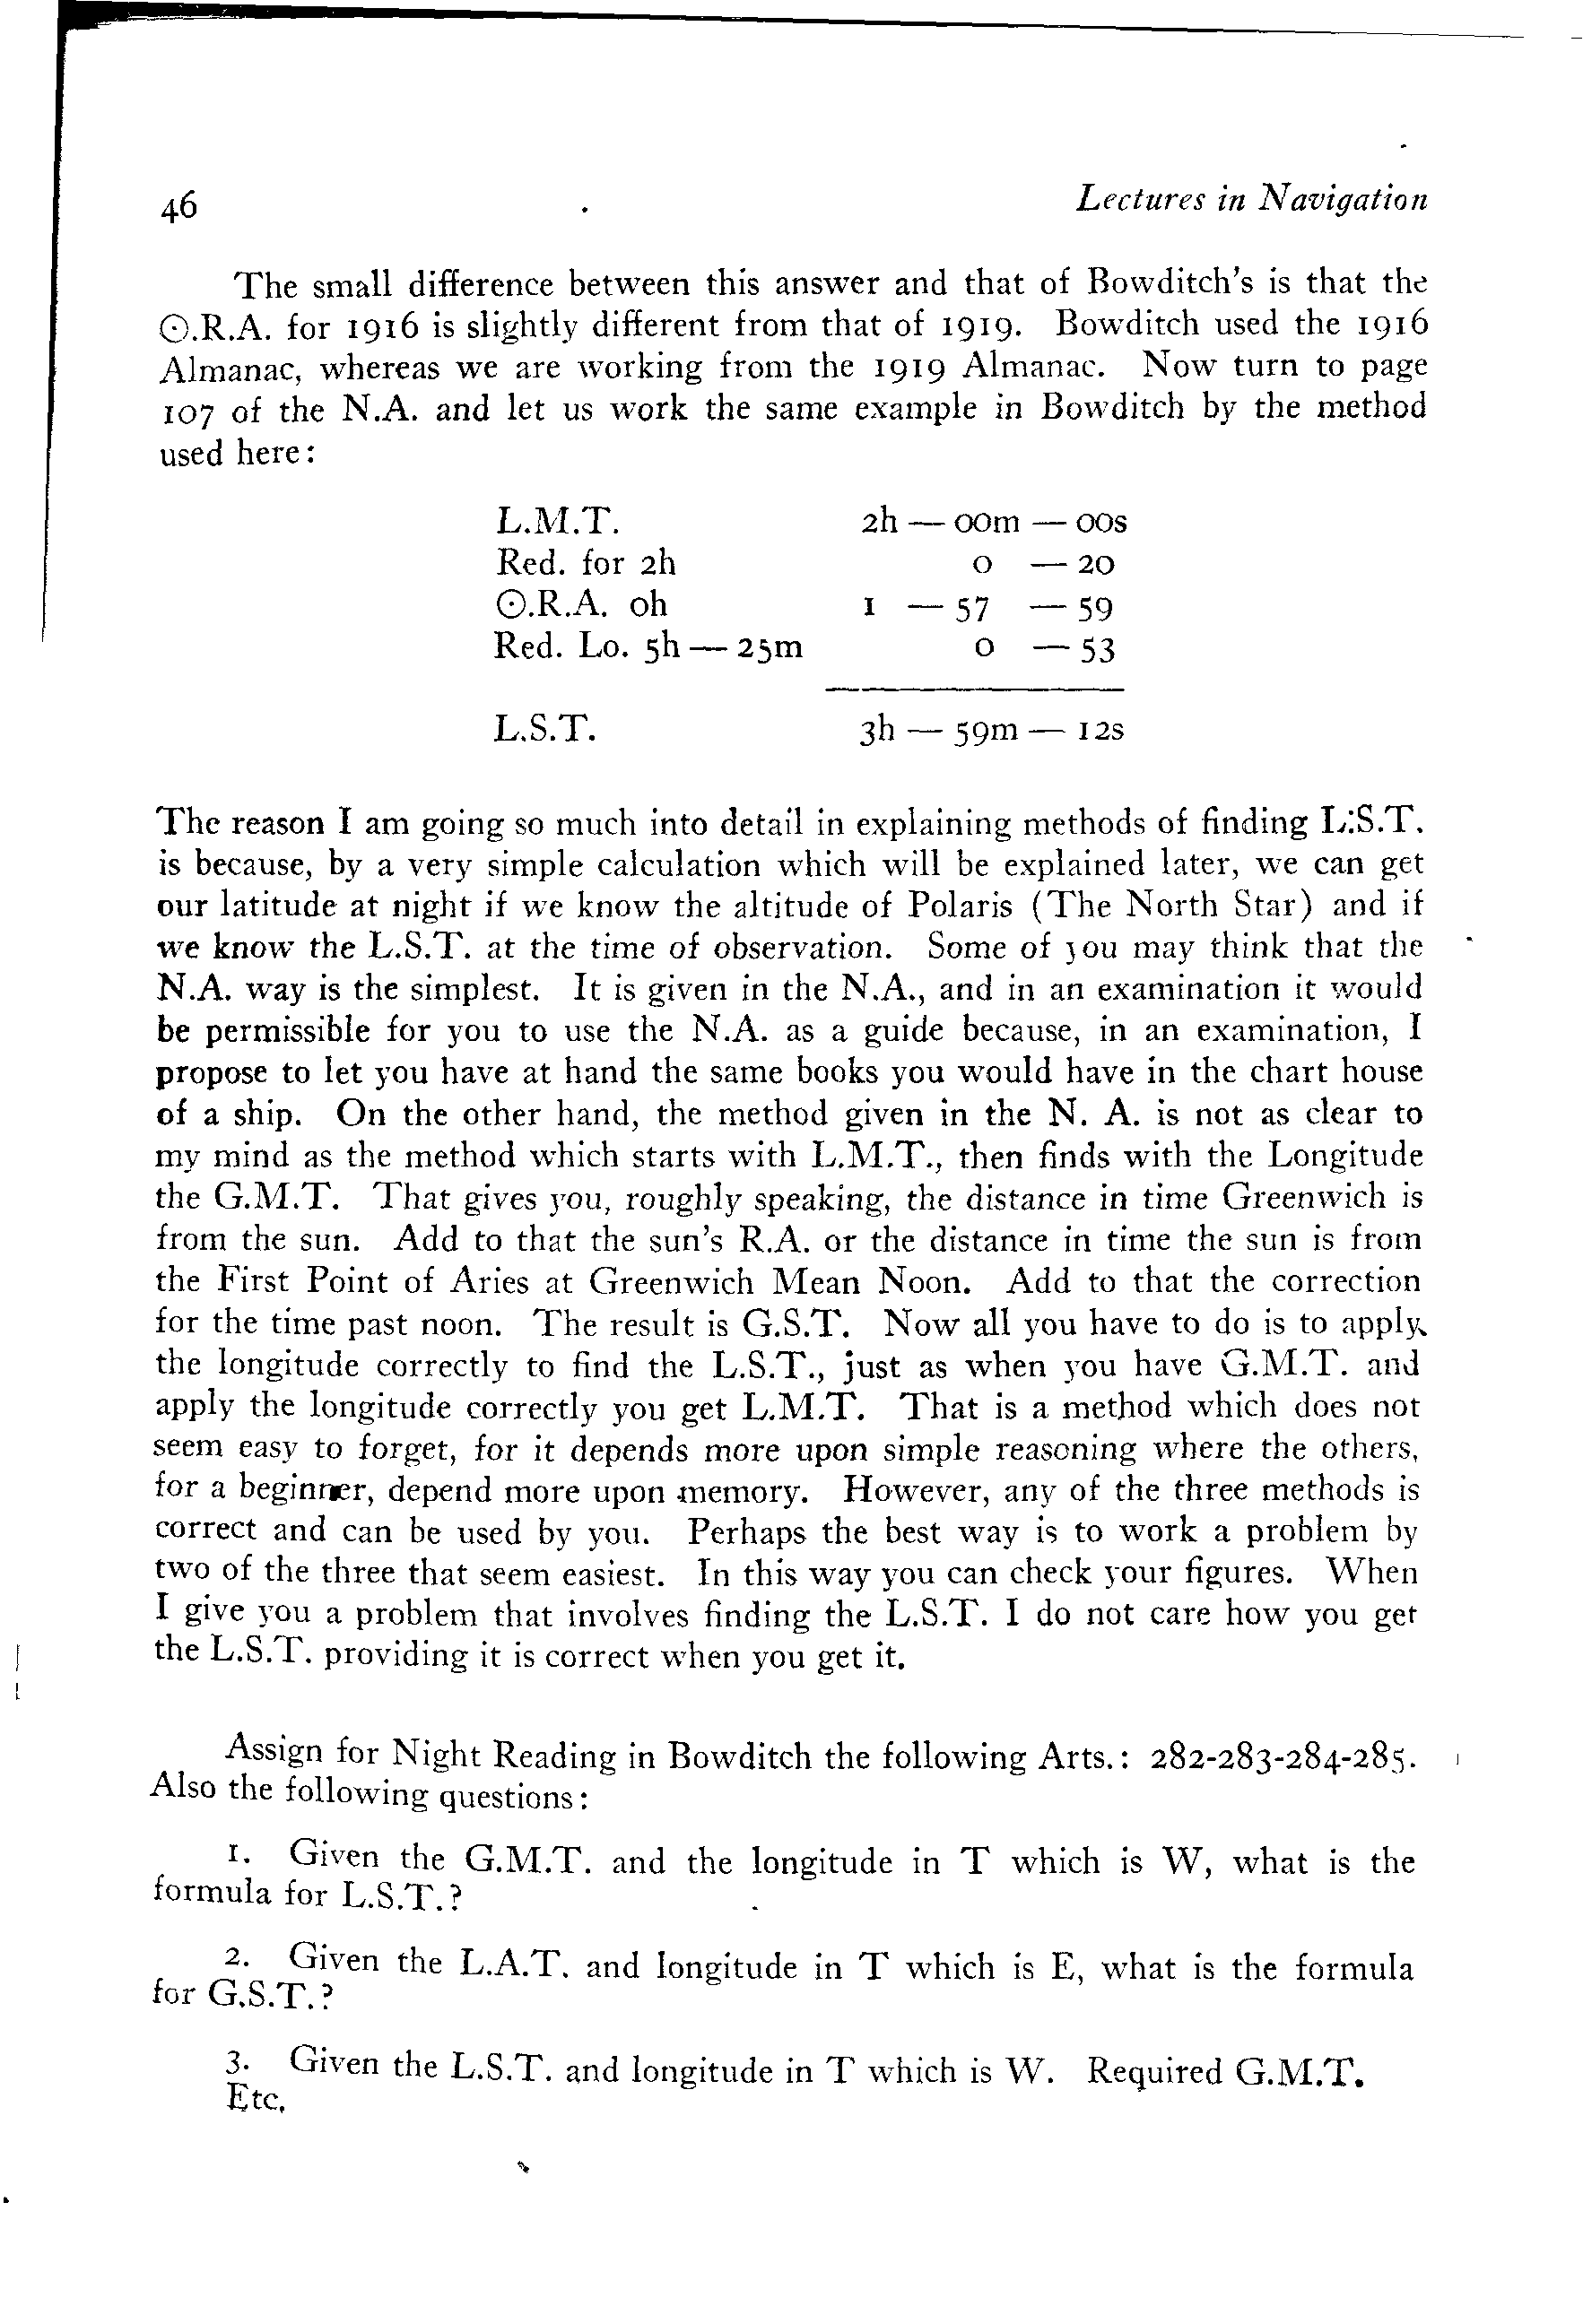 46 Lectures in Navigation
The small difference between this answer and that of Bowditch's is that the
☉.R.A. for 1916 is slightly different from that of 1919. Bowditch used the 1916
Almanac, whereas we are working from the 1919 Almanac. Now turn to page
107 of the N.A. and let us work the same example in Bowditch by the method
used here:
L.M.T. 2h — 00m — 00s
Red. for 2h 0 — 20
☉.R.A. 0h 1 — 57 — 59
Red. Lo. 5h — 25m 0 — 53
L.S.T. 3h — 59m — 12s
The reason I am going so much into detail in explaining methods of finding L.S.T.
is because, by a very simple calculation which will be explained later, we can get
our latitude at night if we know the altitude of Polaris (The North Star) and if
we know the L.S.T. at the time of observation. Some of you may think that the
N.A. way is the simplest. It is given in the N.A., and in an examination it would
be permissible for you to use the N.A. as a guide because, in an examination, I
propose to let you have at hand the same books you would have in the chart house
of a ship. On the other hand, the method given in the N. A. is not as clear to
my mind as the method which starts with L.M.T., then finds with the Longitude
the G.M.T. That gives you, roughly speaking, the distance in time Greenwich is
from the sun. Add to that the sun's R.A. or the distance in time the sun is from
the First Point of Aries at Greenwich Mean Noon. Add to that the correction
for the time past noon. The result is G.S.T. Now all you have to do is to apply
the longitude correctly to find the L.S.T., just as when you have G.M.T. and
apply the longitude correctly you get L.M.T. That is a method which does not
seem easy to forget, for it depends more upon simple reasoning where the others,
for a beginner, depend more upon memory. However, any of the three methods is
correct and can be used by you. Perhaps the best way is to work a problem by
two of the three that seem easiest. In this way you can check your figures. When
I give you a problem that involves finding the L.S.T. I do not care how you get
the L.S.T. providing it is correct when you get it.
Assign for Night Reading in Bowditch the following Arts.: 282-283-284-285.
Also the following questions:
1. Given the G.M.T. and the longitude in T which is W, what is the
formula for L.S.T.?
2. Given the L.A.T. and longitude in T which is E, what is the formula
for G.S.T.?
3. Given the L.S.T. and longitude in T which is W. Required G.M.T.
Etc.